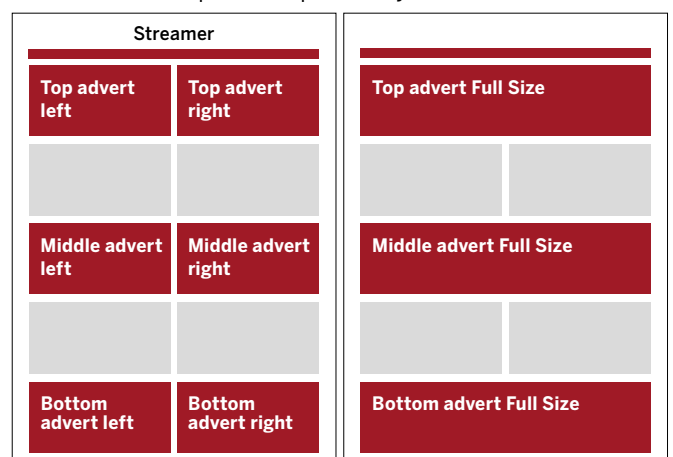 Streamer
Top advert
left
Top advert
right
Top advert Full Size
Middle advert
left
Middle advert
right
Middle advert Full Size
Bottom
advert left
Bottom
advert right
Bottom advert Full Size